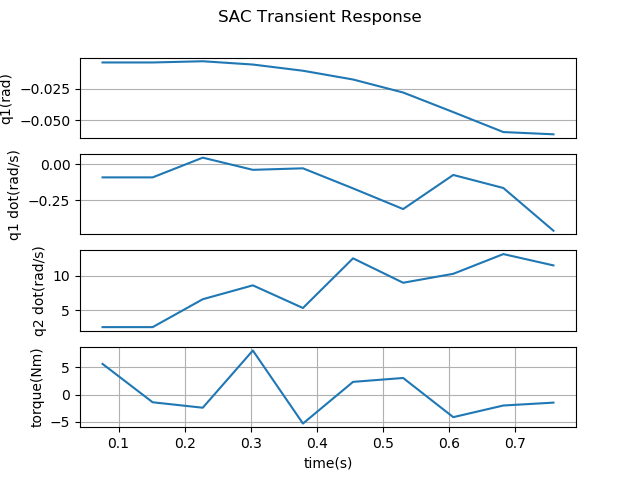 SAC Transient Response
q1(rad)
−0.025
−0.050
q1 dot(rad/s)
0.00
−0.25
q2 dot(rad/s)
10
5
torque(Nm)
5
0
−5
0.1 0.2 0.3 0.4 0.5 0.6 0.7
time(s)